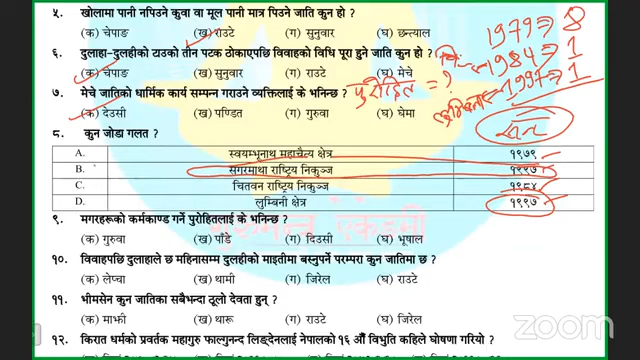 ५. खोलामा पानी नपिउने कुवा वा मूल पानी मात्र पिउने जाति कुन हो ?
(क) चेपाङ (ख) राउटे (ग) सुनुवार (घ) छन्त्याल
६. दुलाहा-दुलहीको टाउको तीन पटक ठोकाएपछि विवाहको विधि पूरा हुने जाति कुन हो ?
(क) चेपाङ (ख) सुनुवार (ग) राउटे (घ) मेचे
७. मेचे जातिको धार्मिक कार्य सम्पन्न गराउने व्यक्तिलाई के भनिन्छ ?
(क) देउसी (ख) पण्डित (ग) गुरुवा (घ) घेमा
1979 ⇒ 8
1984 ⇒ 1
1997 ⇒ 1
पुरोहित = ?
८. कुन जोडा गलत ?
A. स्वयम्भूनाथ महाचैत्य क्षेत्र १९७९
B. सगरमाथा राष्ट्रिय निकुञ्ज १९९७
C. चितवन राष्ट्रिय निकुञ्ज १९८४
D. लुम्बिनी क्षेत्र १९९७
गुरुमन्त्र एकेडेमी
९. मगरहरूको कर्मकाण्ड गर्ने पुरोहितलाई के भनिन्छ ?
(क) गुरुवा (ख) पाँडे (ग) दिउसी (घ) भूषाल
१०. विवाहपछि दुलाहाले छ महिनासम्म दुलहीको माइतीमा बस्नुपर्ने परम्परा कुन जातिमा छ ?
(क) लेप्चा (ख) थामी (ग) जिरेल (घ) राउटे
११. भीमसेन कुन जातिका सबैभन्दा ठूलो देवता हुन् ?
(क) माझी (ख) थारू (ग) राउटे (घ) जिरेल
१२. किरात धर्मको प्रवर्तक महागुरु फाल्गुनन्द लिङ्देनलाई नेपालको १६ औँ विभुति कहिले घोषणा गरियो ?
zoom